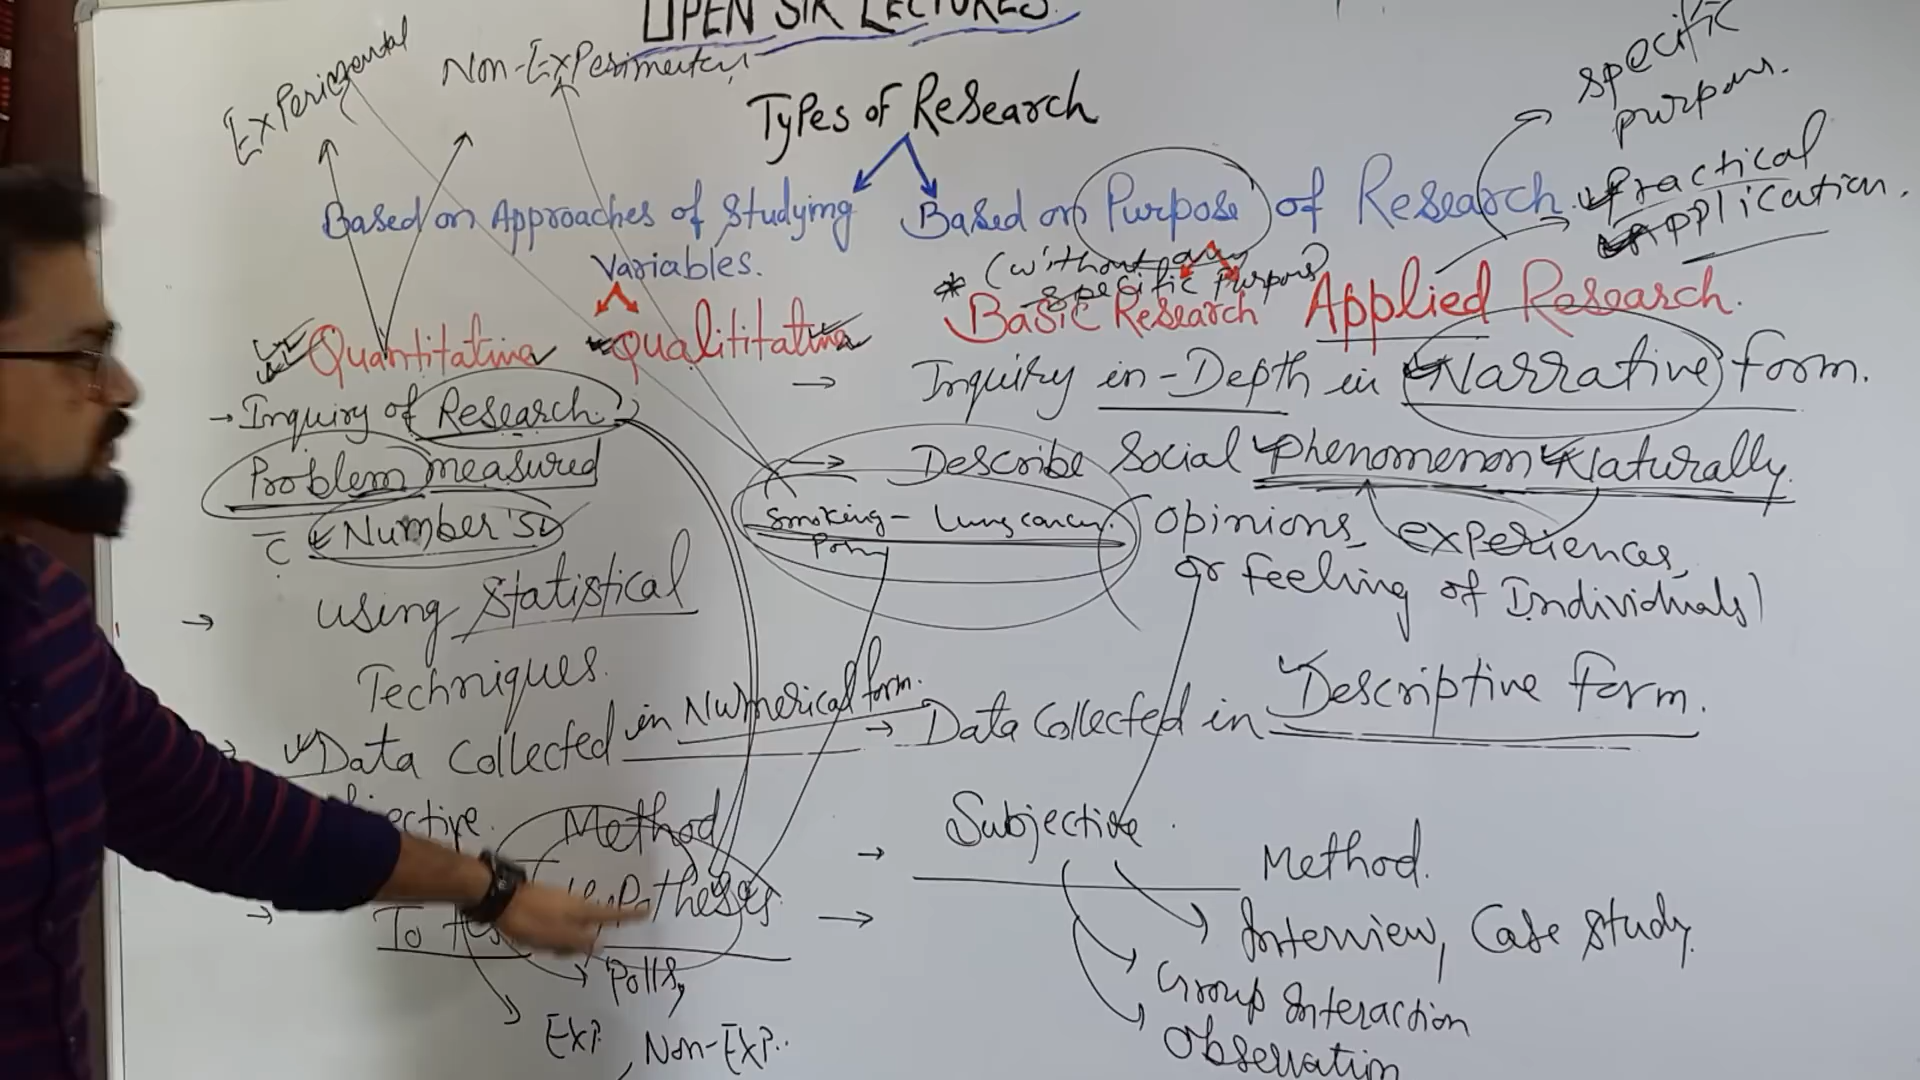 OPEN SIR LECTURES
Experimental
Non-Experimental
Types of Research
specific
purpose.
Practical
Application.
Based on Approaches of Studying
Variables.
Based on Purpose of Research.
* (without any
specific purpose)
Quantitative
Qualititative
Basic Research
Applied Research.
→ Inquiry of Research
Problem measured
c̄ Number's
using Statistical
Techniques.
→ Data Collected in Numerical form.
jective. Method
To
Hypotheses
Polls,
Exp. , Non-Exp..
→ Inquiry in-Depth in Narrative form.
→ Describe Social Phenomenon Naturally
Smoking - Lung cancer.
(opinions, experiences,
or feeling of Individuals)
→ Data Collected in Descriptive form.
→ Subjective.
Method.
→ Interview, Case Study.
Group Interaction
Observation